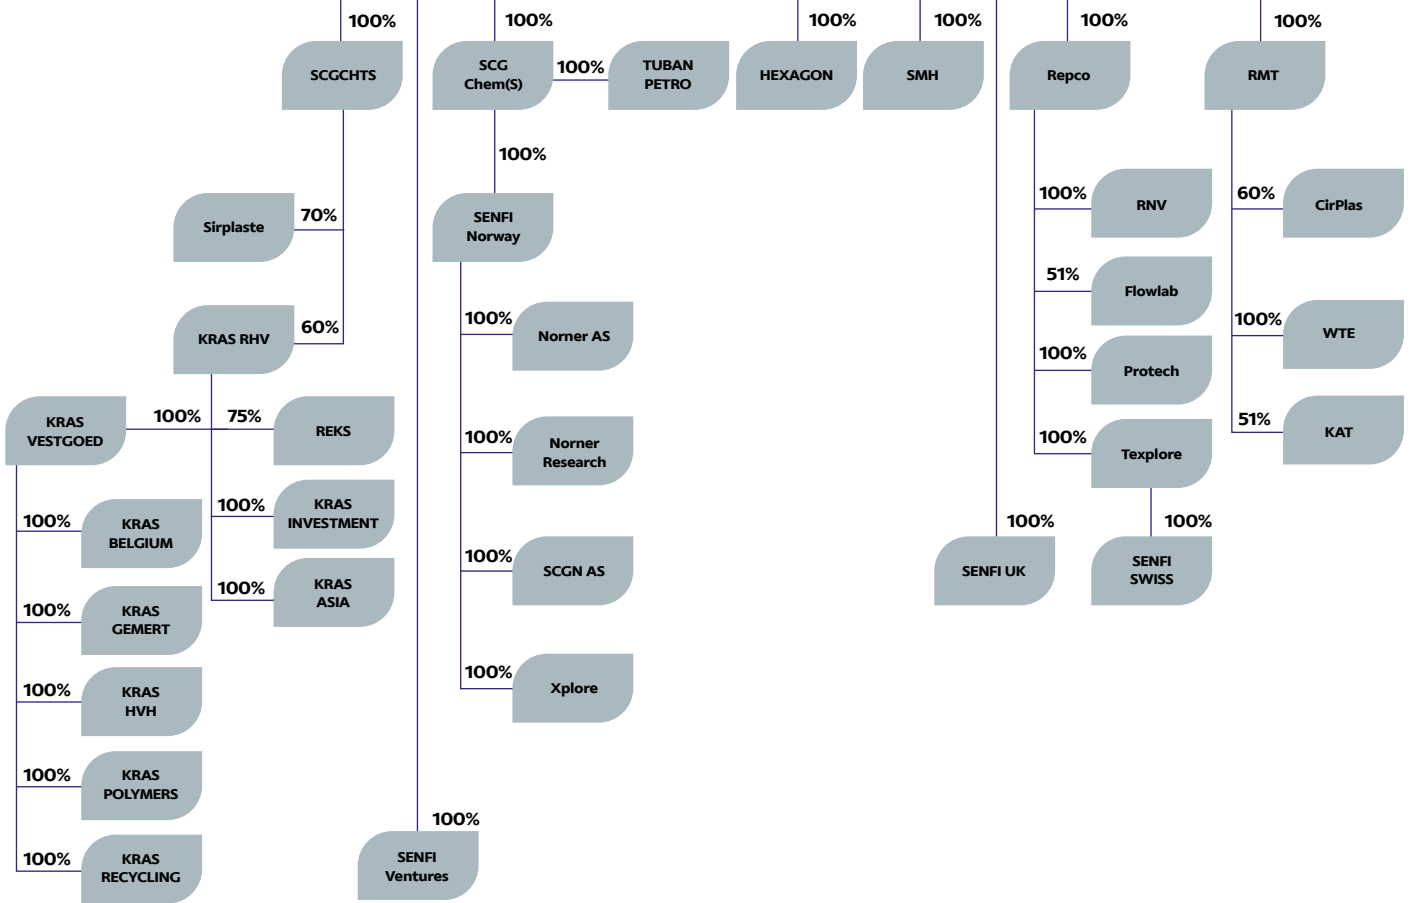 100%
100%
100%
100%
100%
100%
SCGCHTS
SCG
Chem(S)
100%
TUBAN
PETRO
HEXAGON
SMH
Repco
RMT
100%
Sirplaste
70%
SENFI
Norway
100%
RNV
60%
CirPlas
51%
Flowlab
KRAS RHV
60%
100%
Norner AS
100%
WTE
100%
Protech
KRAS
VESTGOED
100%
75%
REKS
100%
Norner
Research
100%
Texplore
51%
KAT
100%
KRAS
BELGIUM
100%
KRAS
INVESTMENT
100%
SENFI UK
100%
SENFI
SWISS
100%
KRAS
ASIA
100%
SCGN AS
100%
KRAS
GEMERT
100%
KRAS
HVH
100%
Xplore
100%
KRAS
POLYMERS
100%
SENFI
Ventures
100%
KRAS
RECYCLING